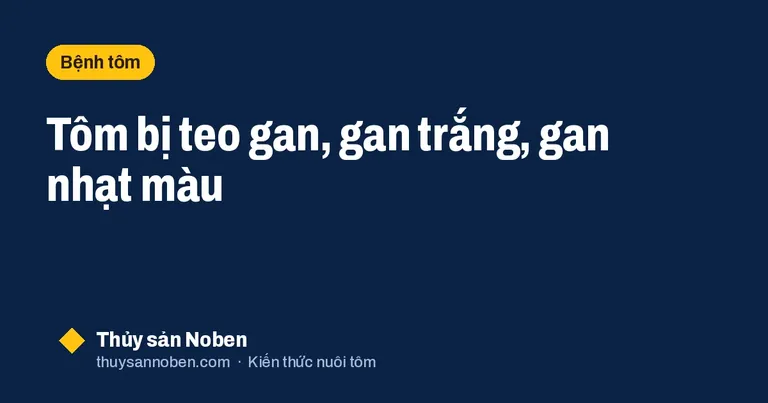 Bệnh tôm
Tôm bị teo gan, gan trắng, gan
nhạt màu
Thủy sản Noben
thuysannoben.com · Kiến thức nuôi tôm